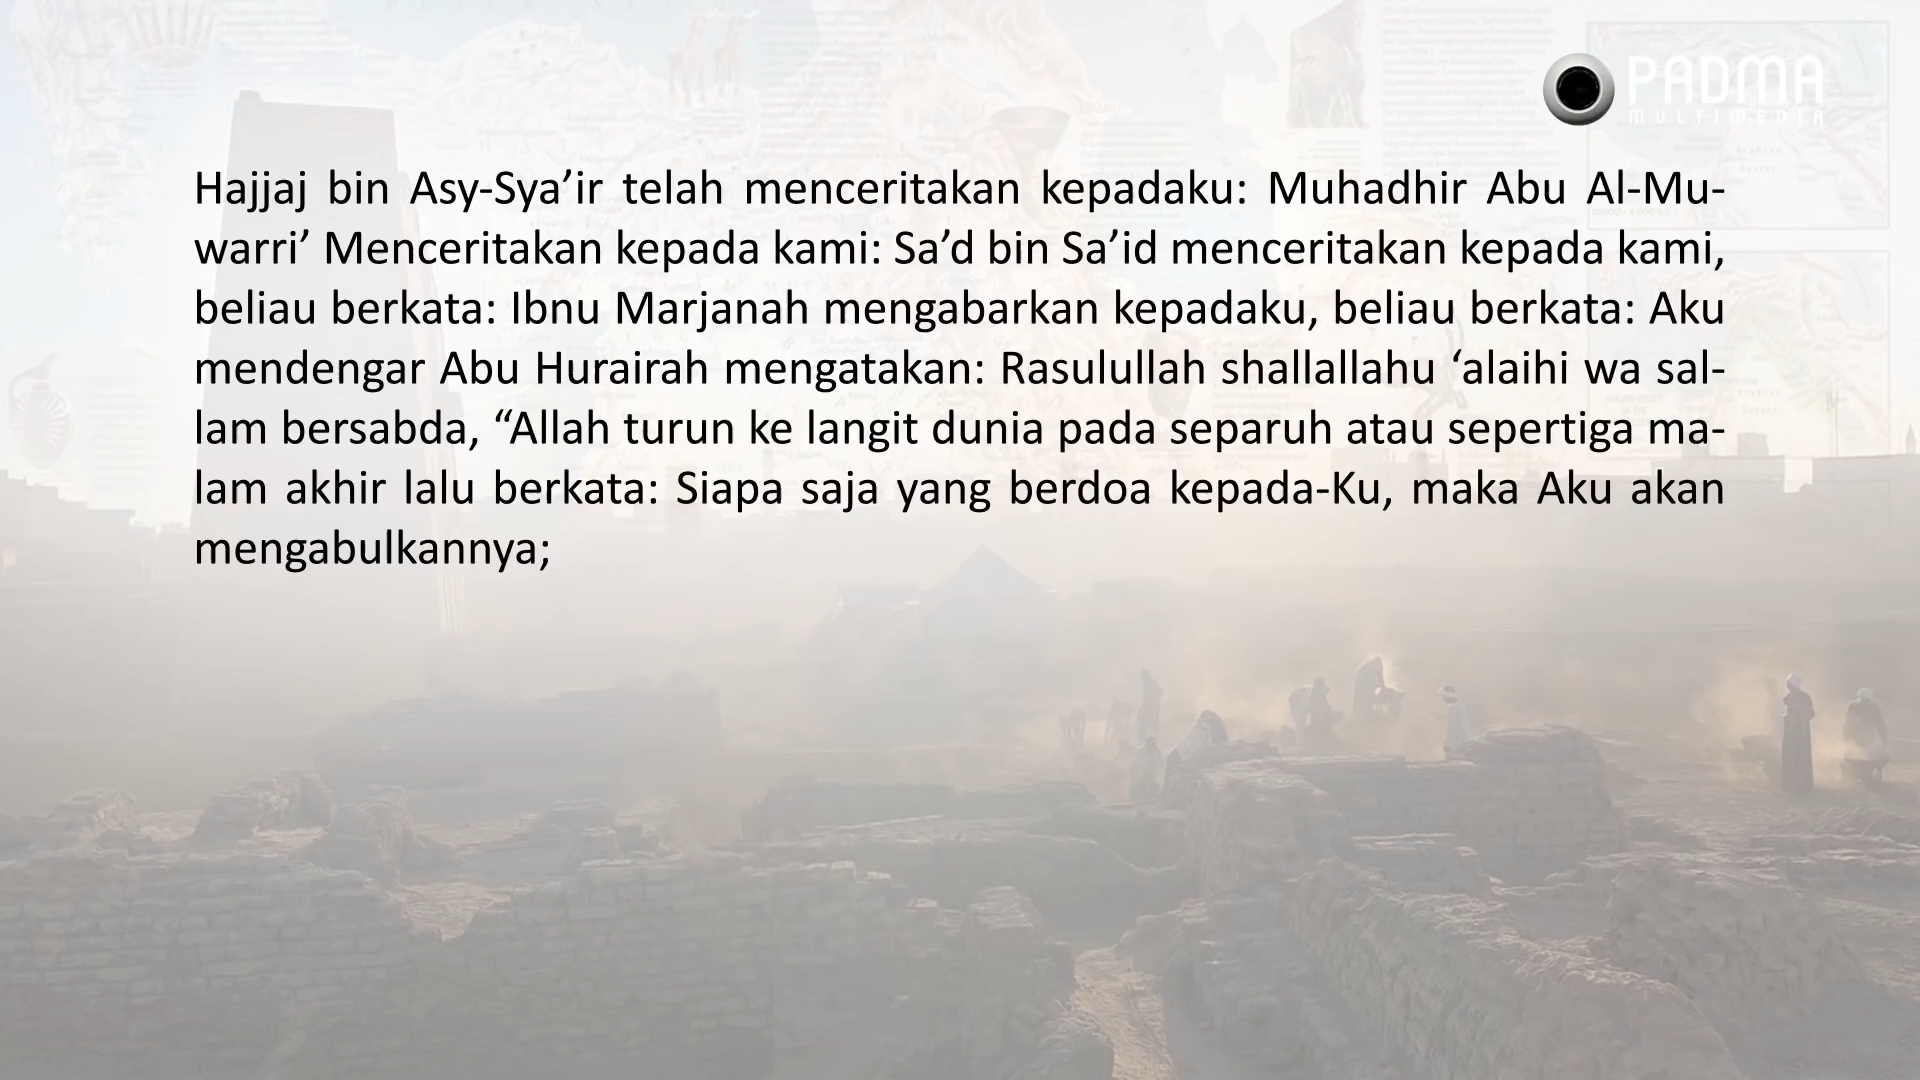 PADMA
MULTIMEDIA
Hajjaj bin Asy-Sya’ir telah menceritakan kepadaku: Muhadhir Abu Al-Mu-
warri’ Menceritakan kepada kami: Sa’d bin Sa’id menceritakan kepada kami,
beliau berkata: Ibnu Marjanah mengabarkan kepadaku, beliau berkata: Aku
mendengar Abu Hurairah mengatakan: Rasulullah shallallahu ‘alaihi wa sal-
lam bersabda, “Allah turun ke langit dunia pada separuh atau sepertiga ma-
lam akhir lalu berkata: Siapa saja yang berdoa kepada-Ku, maka Aku akan
mengabulkannya;